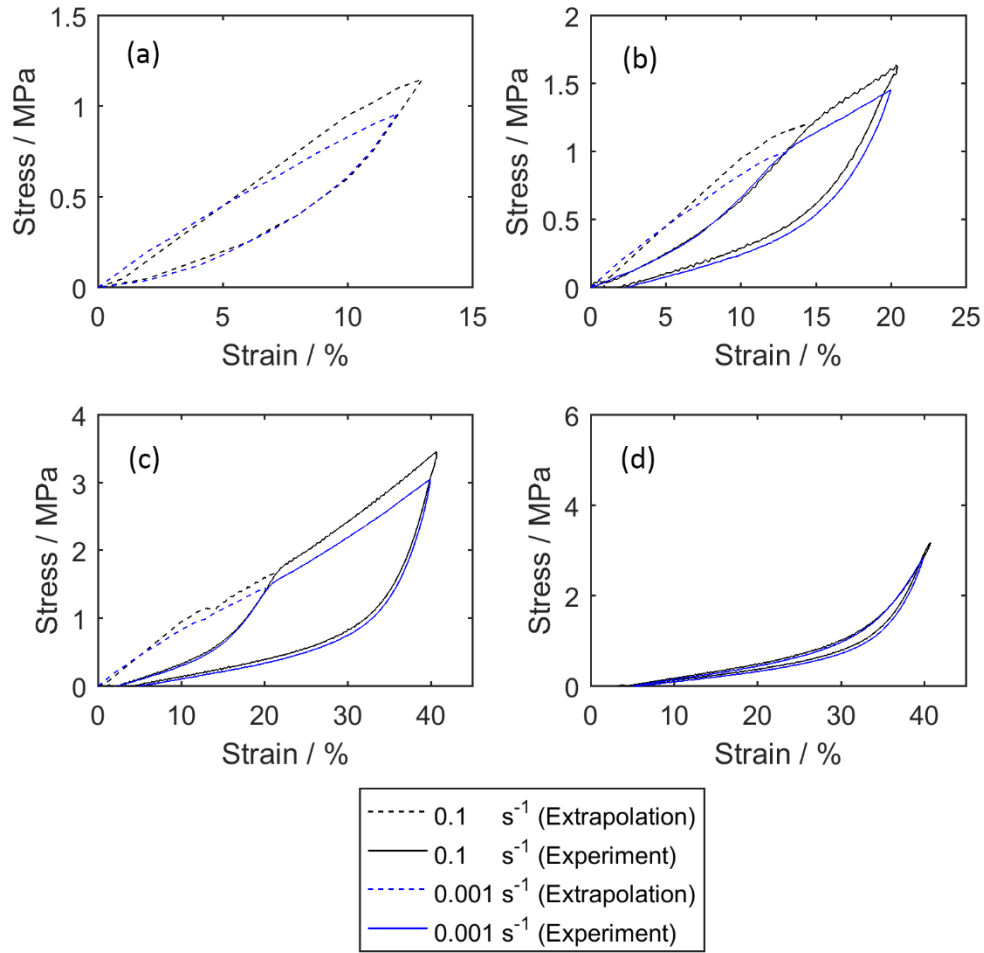 (a)
Stress / MPa
1.5
1
0.5
0
0 5 10 15
Strain / %
(b)
Stress / MPa
2
1.5
1
0.5
0
0 5 10 15 20 25
Strain / %
(c)
Stress / MPa
4
3
2
1
0
0 10 20 30 40
Strain / %
(d)
Stress / MPa
6
4
2
0
0 10 20 30 40
Strain / %
0.1 s⁻¹ (Extrapolation)
0.1 s⁻¹ (Experiment)
0.001 s⁻¹ (Extrapolation)
0.001 s⁻¹ (Experiment)